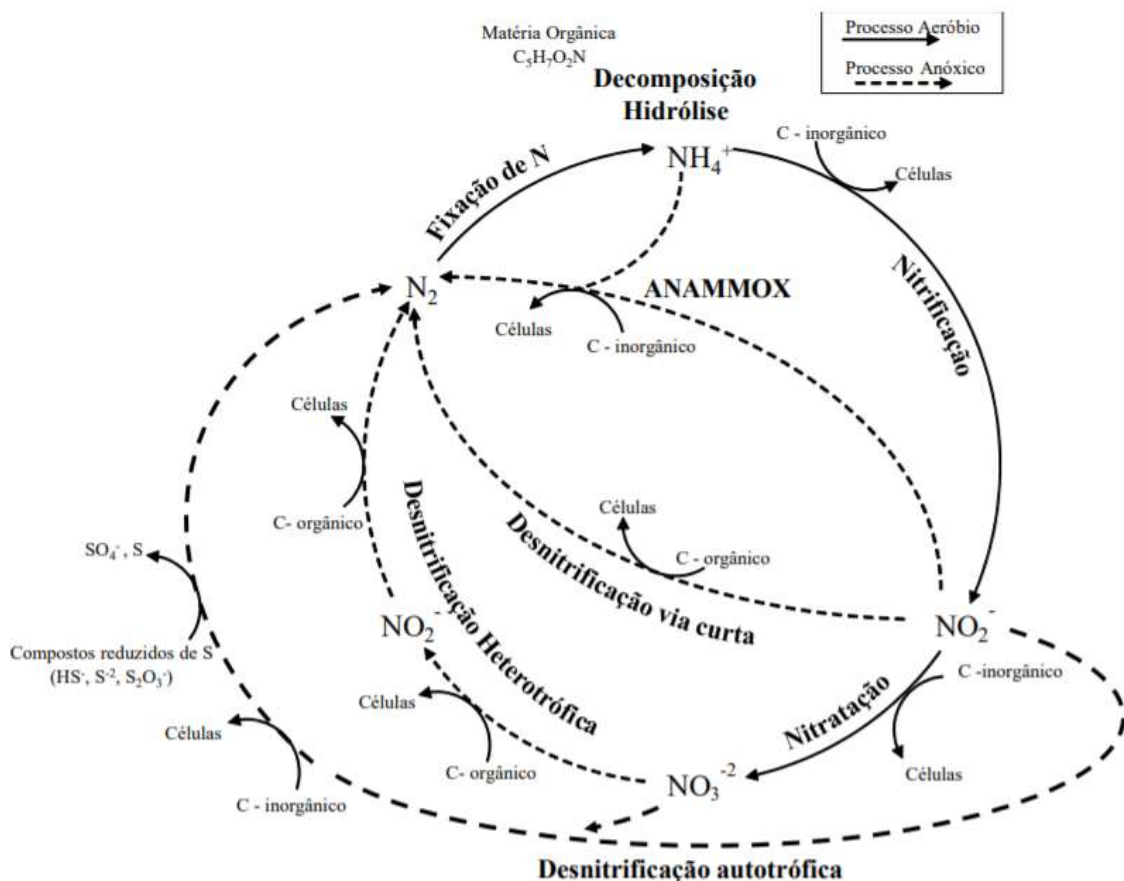 Matéria Orgânica
C₅H₇O₂N
Processo Aeróbio
Processo Anóxico
Decomposição
Hidrólise
C - inorgânico
Células
NH₄⁺
Fixação de N
N₂
ANAMMOX
Células
C - inorgânico
Nitrificação
Células
C- orgânico
Desnitrificação Heterotrófica
Desnitrificação via curta
Células
C - orgânico
SO₄⁻, S
Compostos reduzidos de S
(HS⁻, S⁻², S₂O₃⁻)
NO₂⁻
NO₂⁻
C -inorgânico
Células
Nitratação
Células
C- orgânico
NO₃⁻²
Células
C - inorgânico
Desnitrificação autotrófica